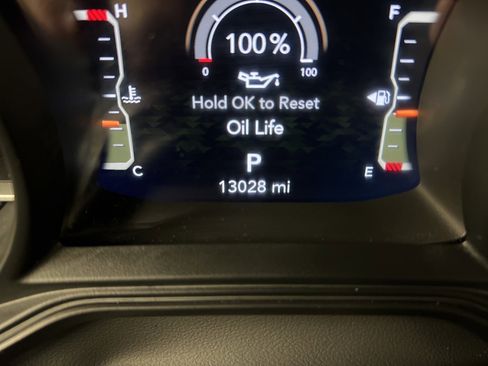 H
F
100 %
0
100
Hold OK to Reset
Oil Life
C
P
E
13028 mi